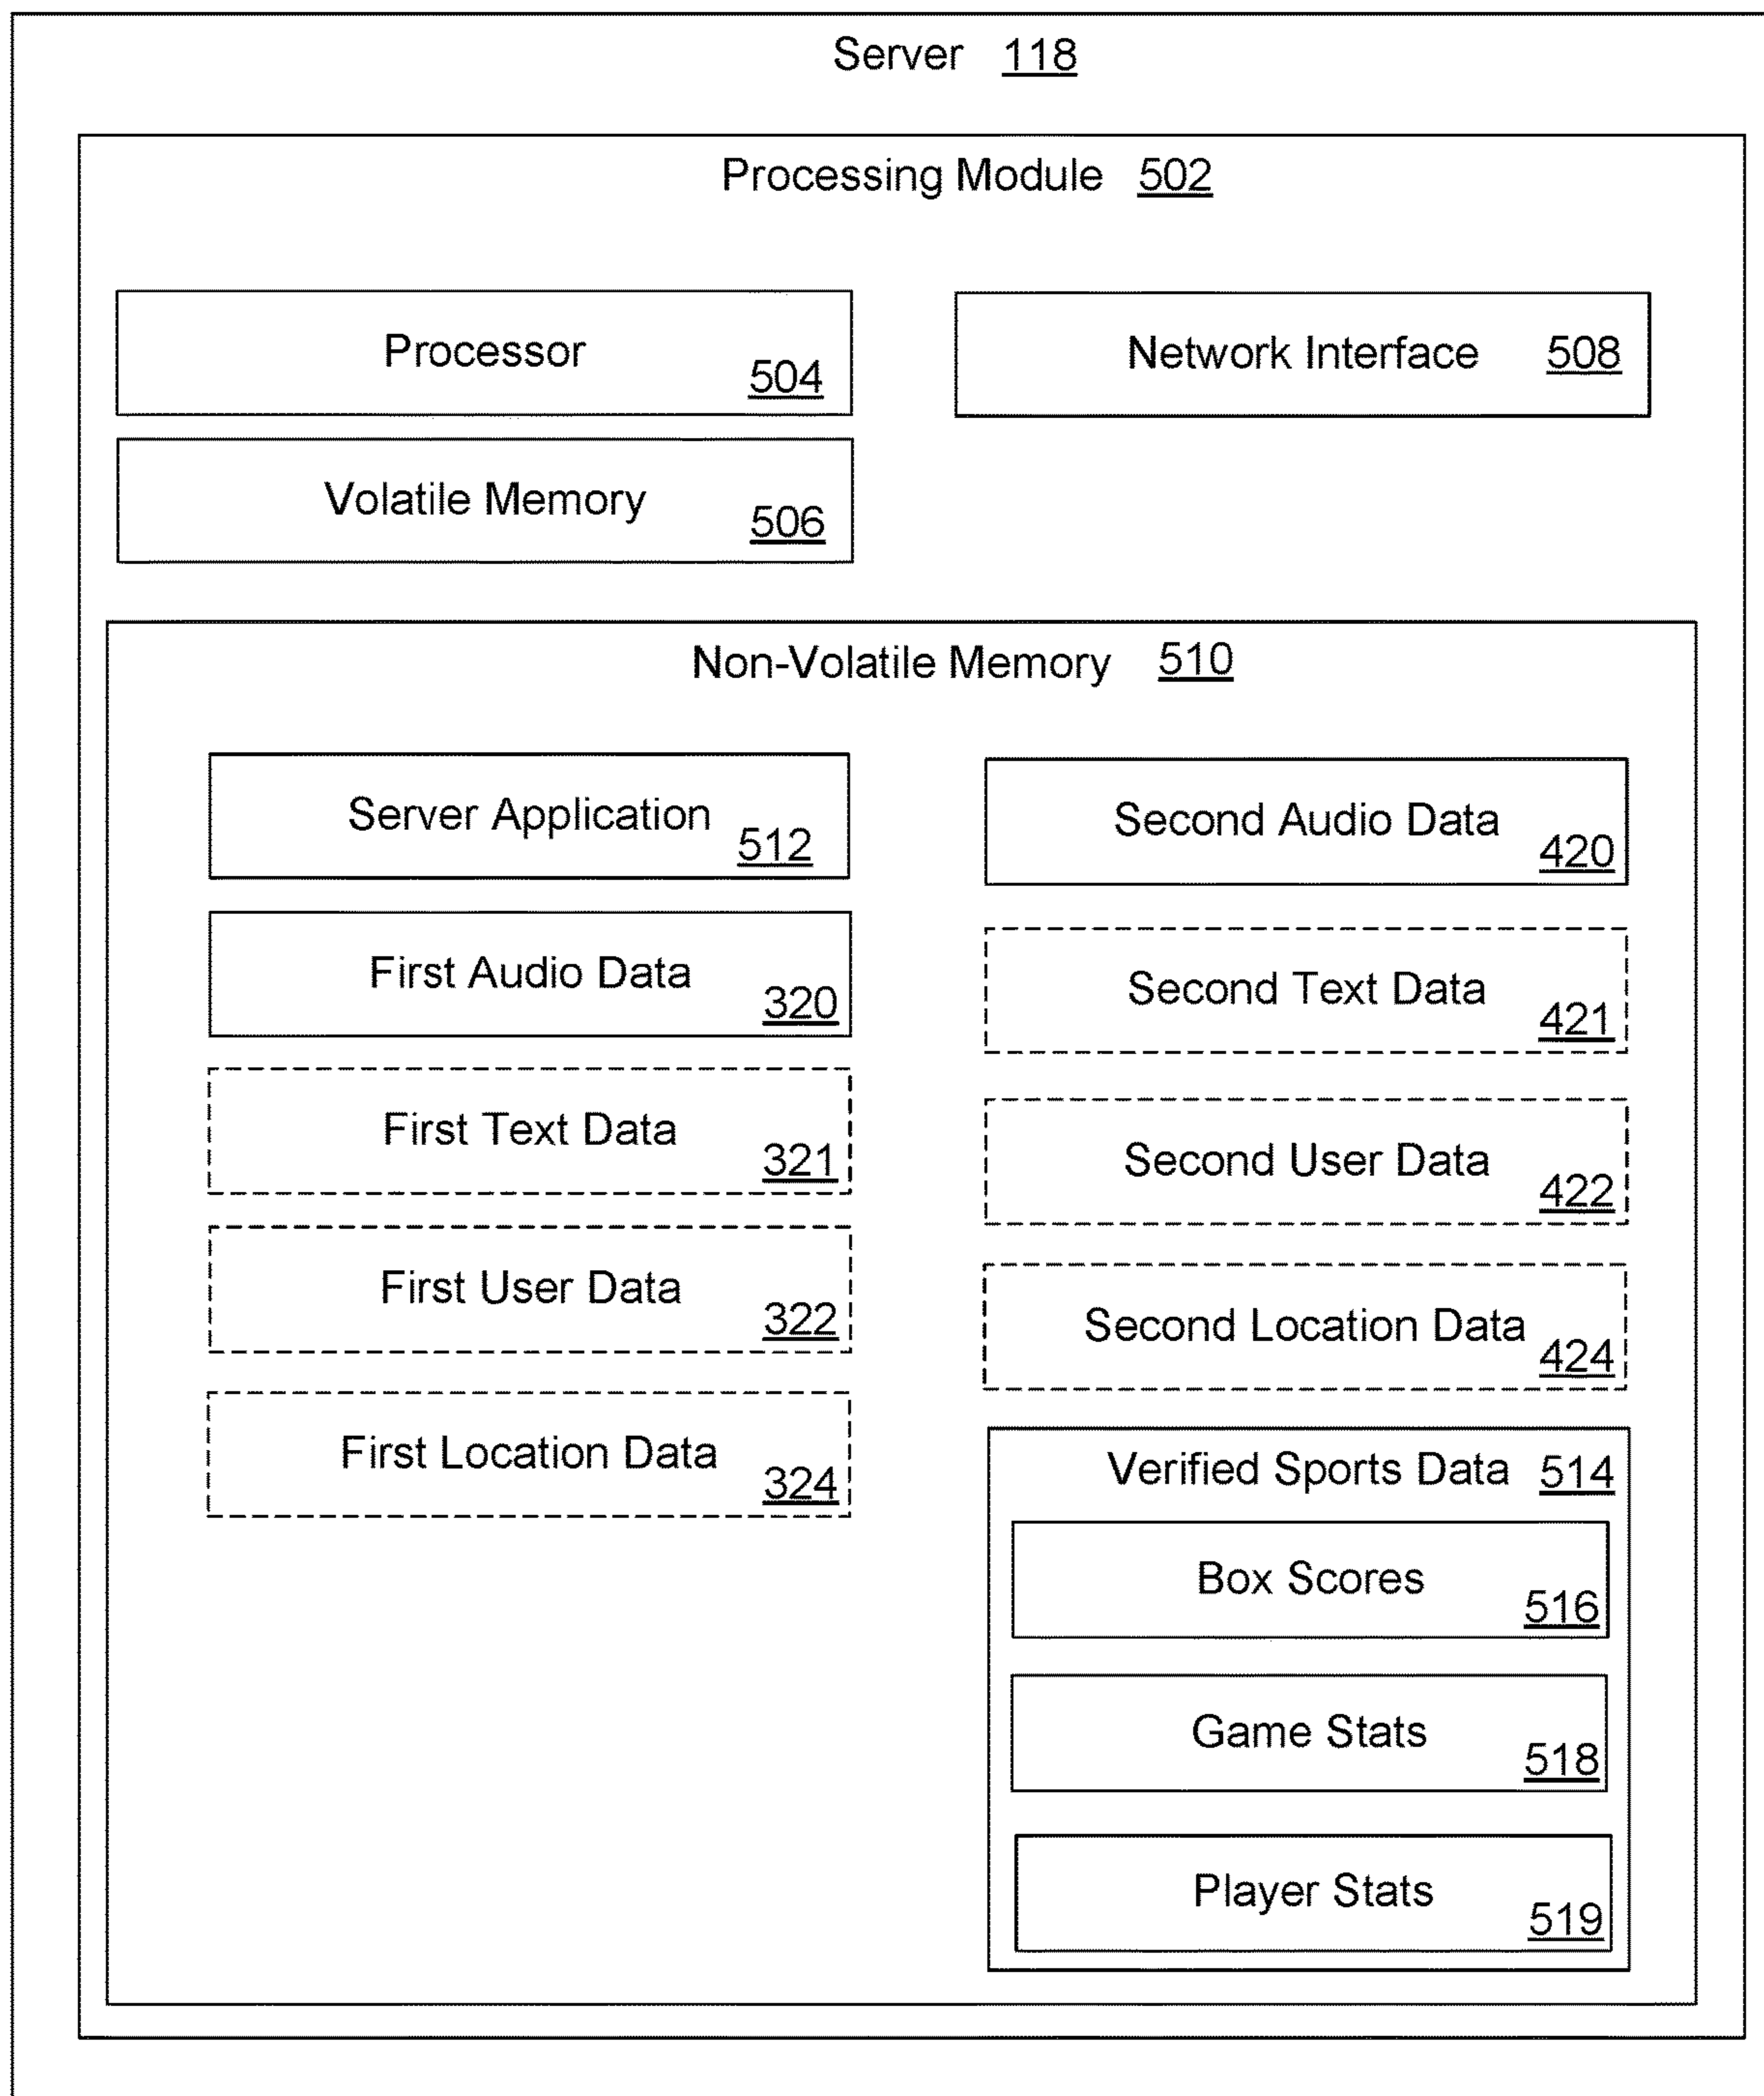 Server 118
Processing Module 502
Processor 504
Network Interface 508
Volatile Memory 506
Non-Volatile Memory 510
Server Application 512
First Audio Data 320
First Text Data 321
First User Data 322
First Location Data 324
Second Audio Data 420
Second Text Data 421
Second User Data 422
Second Location Data 424
Verified Sports Data 514
Box Scores 516
Game Stats 518
Player Stats 519